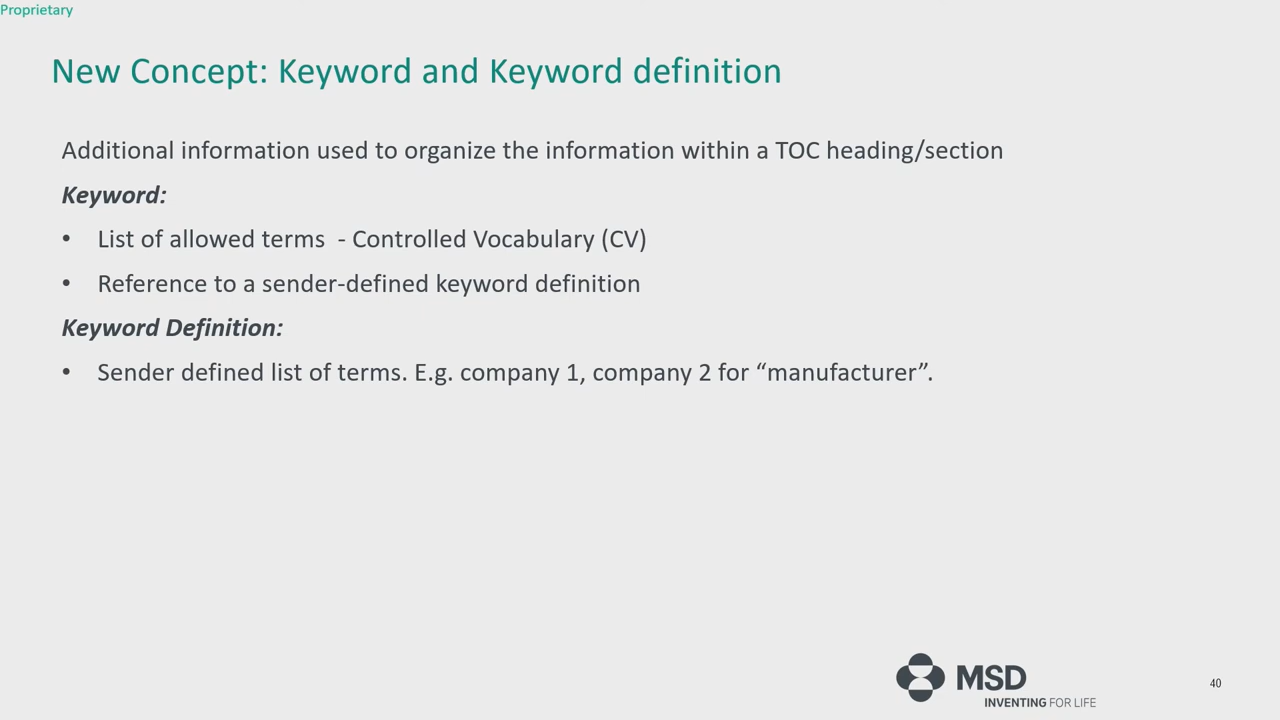 Proprietary
New Concept: Keyword and Keyword definition
Additional information used to organize the information within a TOC heading/section
Keyword:
• List of allowed terms  - Controlled Vocabulary (CV)
• Reference to a sender-defined keyword definition
Keyword Definition:
• Sender defined list of terms. E.g. company 1, company 2 for “manufacturer”.
MSD
INVENTING FOR LIFE
40